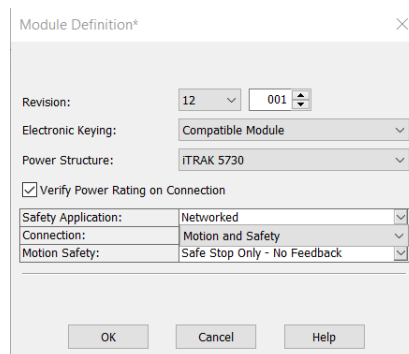 Module Definition*
Revision: 12 001
Electronic Keying: Compatible Module
Power Structure: iTRAK 5730
Verify Power Rating on Connection
Safety Application: Networked
Connection: Motion and Safety
Motion Safety: Safe Stop Only - No Feedback
OK Cancel Help